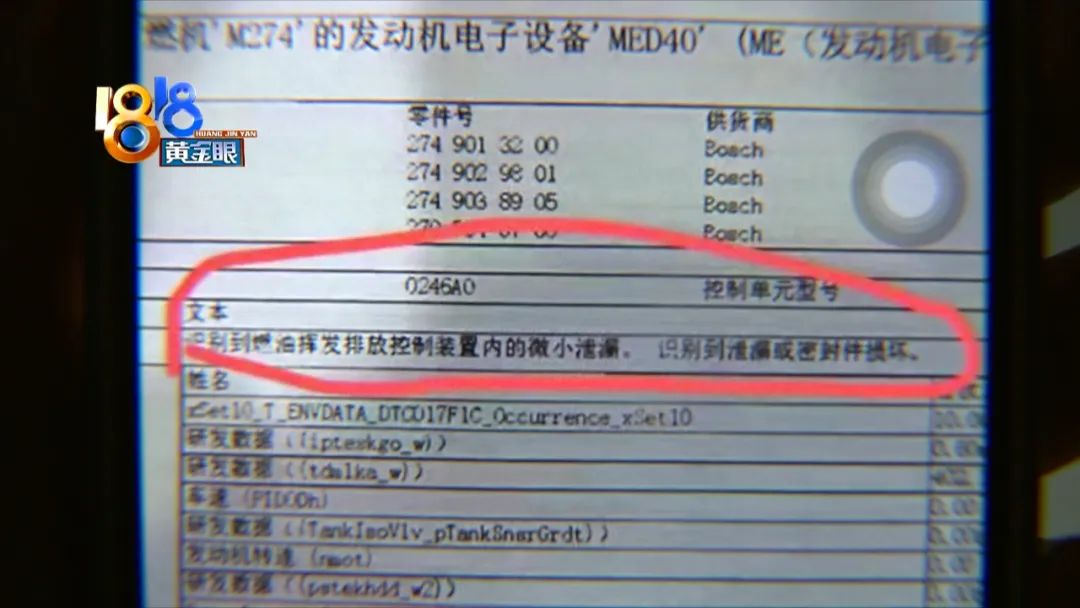 燃机'M274'的发动机电子设备'MED40' (ME (发动机电子
1818
HUANG JIN YAN
黄金眼
零件号 供货商
274 901 32 00 Bosch
274 902 98 01 Bosch
274 903 89 05 Bosch
Bosch
0246A0 控制单元型号
文本
识别到燃油挥发排放控制装置内的微小泄漏。 识别到泄漏或密封件损坏。
姓名
xSet10_T_ENVDATA_DTC017F1C_Occurrence_xSet10
研发数据 ((ipteskgo_w))
研发数据 ((tdmlka_w))
车速 (PID0Dh)
研发数据 ((TankIsoVlv_pTankSnsrGrdt))
发动机转速 (nmot)
研发数据 ((pstekhdd_w2))